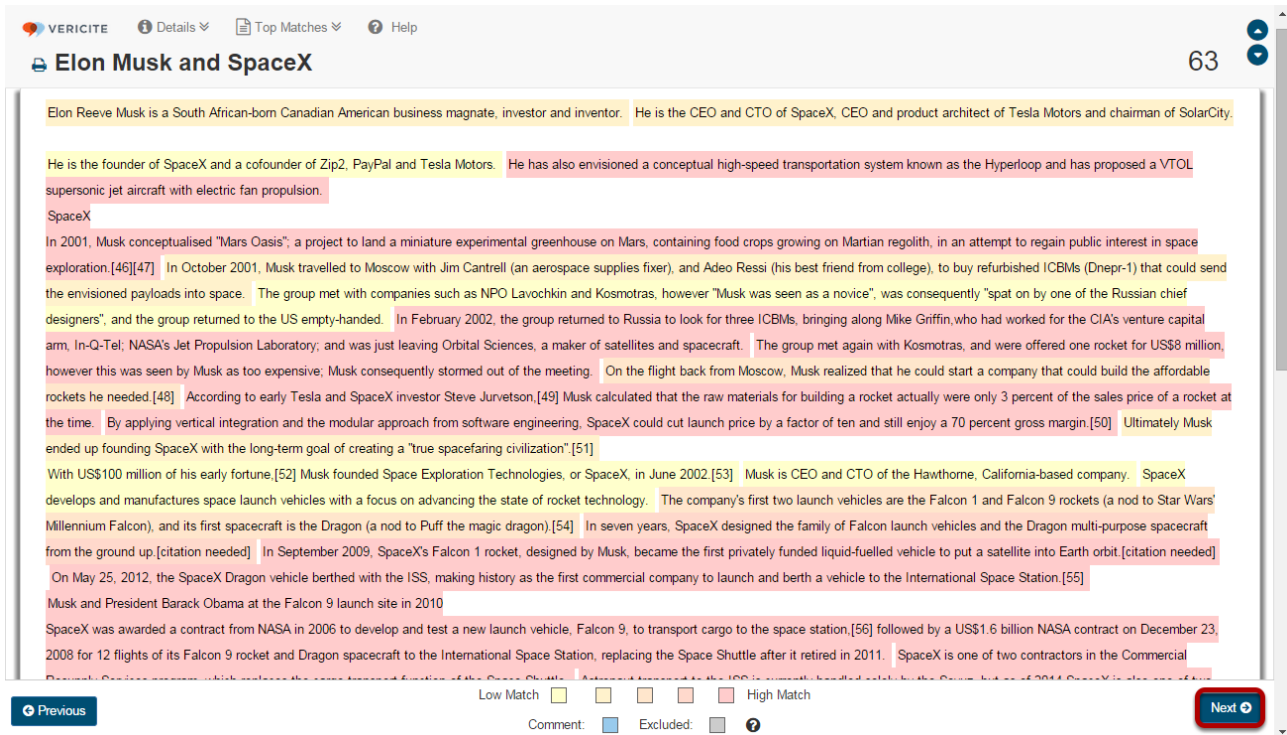 VERICITE Details Top Matches Help
Elon Musk and SpaceX 63
Elon Reeve Musk is a South African-born Canadian American business magnate, investor and inventor. He is the CEO and CTO of SpaceX, CEO and product architect of Tesla Motors and chairman of SolarCity.
He is the founder of SpaceX and a cofounder of Zip2, PayPal and Tesla Motors. He has also envisioned a conceptual high-speed transportation system known as the Hyperloop and has proposed a VTOL
supersonic jet aircraft with electric fan propulsion.
SpaceX
In 2001, Musk conceptualised "Mars Oasis"; a project to land a miniature experimental greenhouse on Mars, containing food crops growing on Martian regolith, in an attempt to regain public interest in space
exploration.[46][47] In October 2001, Musk travelled to Moscow with Jim Cantrell (an aerospace supplies fixer), and Adeo Ressi (his best friend from college), to buy refurbished ICBMs (Dnepr-1) that could send
the envisioned payloads into space. The group met with companies such as NPO Lavochkin and Kosmotras, however "Musk was seen as a novice", was consequently "spat on by one of the Russian chief
designers", and the group returned to the US empty-handed. In February 2002, the group returned to Russia to look for three ICBMs, bringing along Mike Griffin,who had worked for the CIA's venture capital
arm, In-Q-Tel; NASA's Jet Propulsion Laboratory; and was just leaving Orbital Sciences, a maker of satellites and spacecraft. The group met again with Kosmotras, and were offered one rocket for US$8 million,
however this was seen by Musk as too expensive; Musk consequently stormed out of the meeting. On the flight back from Moscow, Musk realized that he could start a company that could build the affordable
rockets he needed.[48] According to early Tesla and SpaceX investor Steve Jurvetson,[49] Musk calculated that the raw materials for building a rocket actually were only 3 percent of the sales price of a rocket at
the time. By applying vertical integration and the modular approach from software engineering, SpaceX could cut launch price by a factor of ten and still enjoy a 70 percent gross margin.[50] Ultimately Musk
ended up founding SpaceX with the long-term goal of creating a "true spacefaring civilization".[51]
With US$100 million of his early fortune,[52] Musk founded Space Exploration Technologies, or SpaceX, in June 2002.[53] Musk is CEO and CTO of the Hawthorne, California-based company. SpaceX
develops and manufactures space launch vehicles with a focus on advancing the state of rocket technology. The company's first two launch vehicles are the Falcon 1 and Falcon 9 rockets (a nod to Star Wars'
Millennium Falcon), and its first spacecraft is the Dragon (a nod to Puff the magic dragon).[54] In seven years, SpaceX designed the family of Falcon launch vehicles and the Dragon multi-purpose spacecraft
from the ground up.[citation needed] In September 2009, SpaceX's Falcon 1 rocket, designed by Musk, became the first privately funded liquid-fuelled vehicle to put a satellite into Earth orbit.[citation needed]
On May 25, 2012, the SpaceX Dragon vehicle berthed with the ISS, making history as the first commercial company to launch and berth a vehicle to the International Space Station.[55]
Musk and President Barack Obama at the Falcon 9 launch site in 2010
SpaceX was awarded a contract from NASA in 2006 to develop and test a new launch vehicle, Falcon 9, to transport cargo to the space station,[56] followed by a US$1.6 billion NASA contract on December 23,
2008 for 12 flights of its Falcon 9 rocket and Dragon spacecraft to the International Space Station, replacing the Space Shuttle after it retired in 2011. SpaceX is one of two contractors in the Commercial
Low Match High Match
Previous Next
Comment: Excluded: